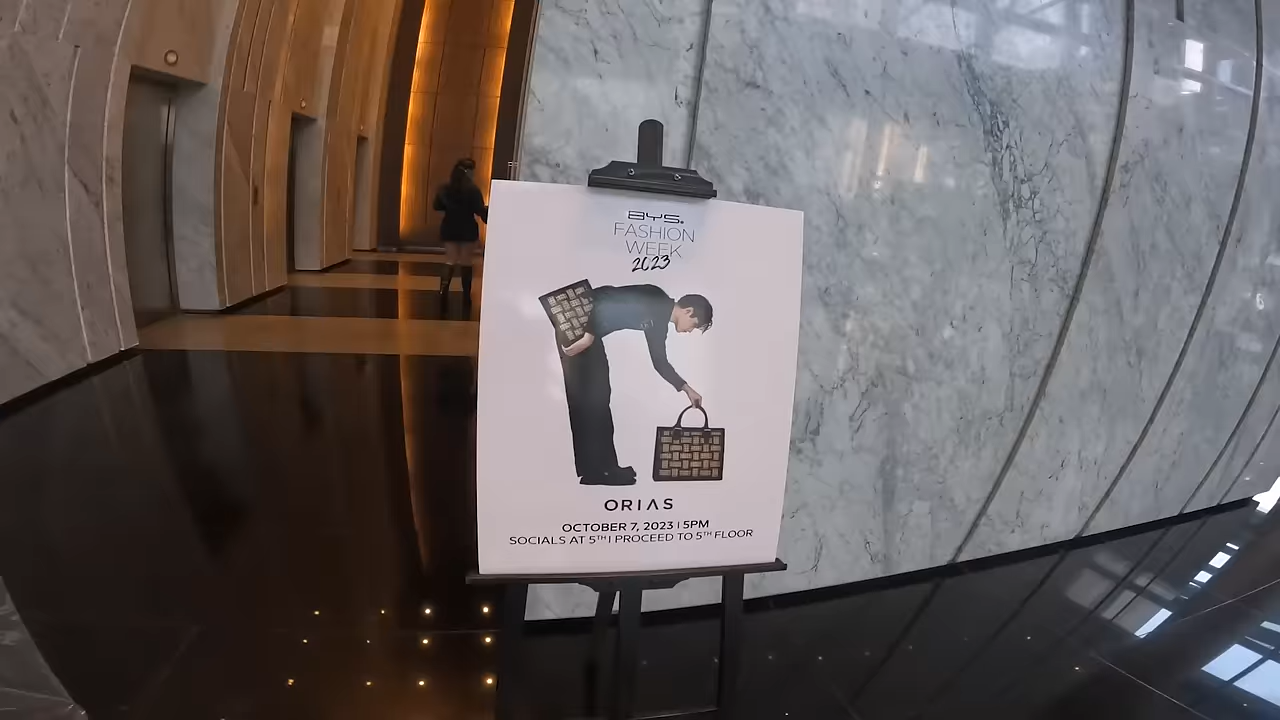 BYS.
FASHION
WEEK
2023
ORIAS
OCTOBER 7, 2023 | 5PM
SOCIALS AT 5TH | PROCEED TO 5TH FLOOR